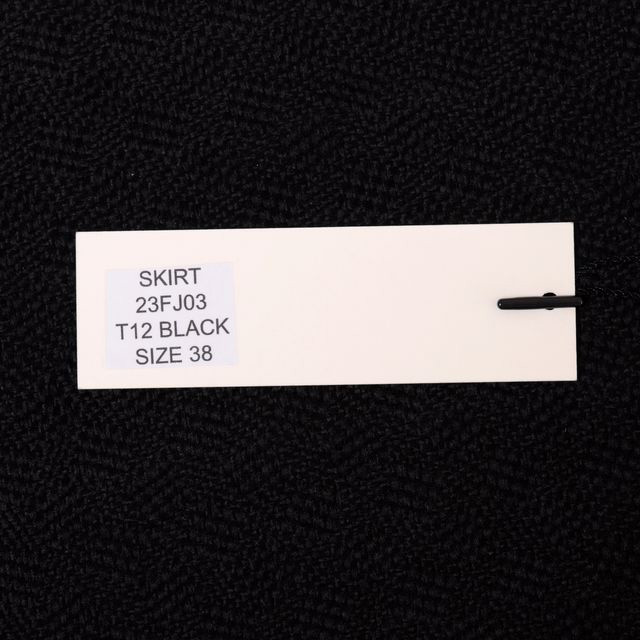 SKIRT
23FJ03
T12 BLACK
SIZE 38